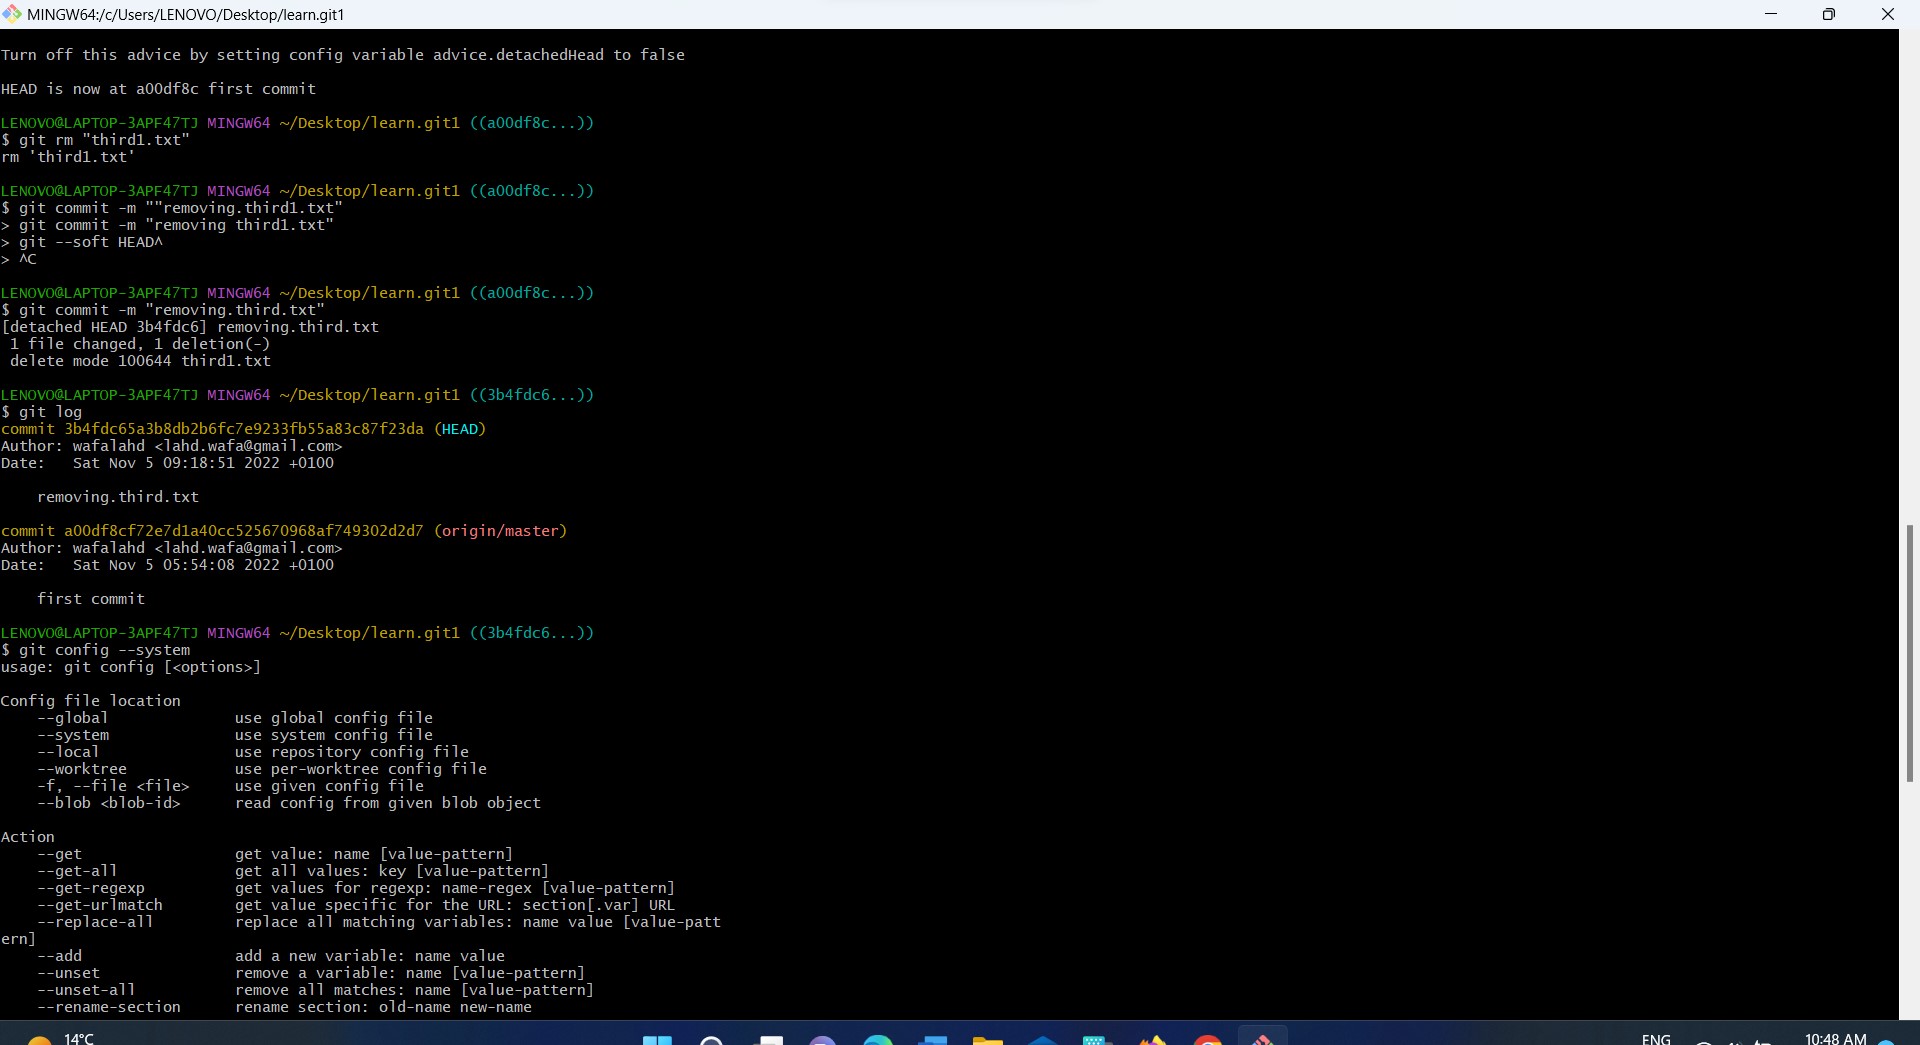 MINGW64:/c/Users/LENOVO/Desktop/learn.git1
Turn off this advice by setting config variable advice.detachedHead to false
HEAD is now at a00df8c first commit
LENOVO@LAPTOP-3APF47TJ MINGW64 ~/Desktop/learn.git1 ((a00df8c...))
$ git rm "third1.txt"
rm 'third1.txt'
LENOVO@LAPTOP-3APF47TJ MINGW64 ~/Desktop/learn.git1 ((a00df8c...))
$ git commit -m ""removing.third1.txt"
> git commit -m "removing third1.txt"
> git --soft HEAD^
> ^C
LENOVO@LAPTOP-3APF47TJ MINGW64 ~/Desktop/learn.git1 ((a00df8c...))
$ git commit -m "removing.third.txt"
[detached HEAD 3b4fdc6] removing.third.txt
 1 file changed, 1 deletion(-)
 delete mode 100644 third1.txt
LENOVO@LAPTOP-3APF47TJ MINGW64 ~/Desktop/learn.git1 ((3b4fdc6...))
$ git log
commit 3b4fdc65a3b8db2b6fc7e9233fb55a83c87f23da (HEAD)
Author: wafalahd <lahd.wafa@gmail.com>
Date:   Sat Nov 5 09:18:51 2022 +0100
    removing.third.txt
commit a00df8cf72e7d1a40cc525670968af749302d2d7 (origin/master)
Author: wafalahd <lahd.wafa@gmail.com>
Date:   Sat Nov 5 05:54:08 2022 +0100
    first commit
LENOVO@LAPTOP-3APF47TJ MINGW64 ~/Desktop/learn.git1 ((3b4fdc6...))
$ git config --system
usage: git config [<options>]
Config file location
    --global              use global config file
    --system              use system config file
    --local               use repository config file
    --worktree            use per-worktree config file
    -f, --file <file>     use given config file
    --blob <blob-id>      read config from given blob object
Action
    --get                 get value: name [value-pattern]
    --get-all             get all values: key [value-pattern]
    --get-regexp          get values for regexp: name-regex [value-pattern]
    --get-urlmatch        get value specific for the URL: section[.var] URL
    --replace-all         replace all matching variables: name value [value-patt
ern]
    --add                 add a new variable: name value
    --unset               remove a variable: name [value-pattern]
    --unset-all           remove all matches: name [value-pattern]
    --rename-section      rename section: old-name new-name
14°C
ENG
10:48 AM